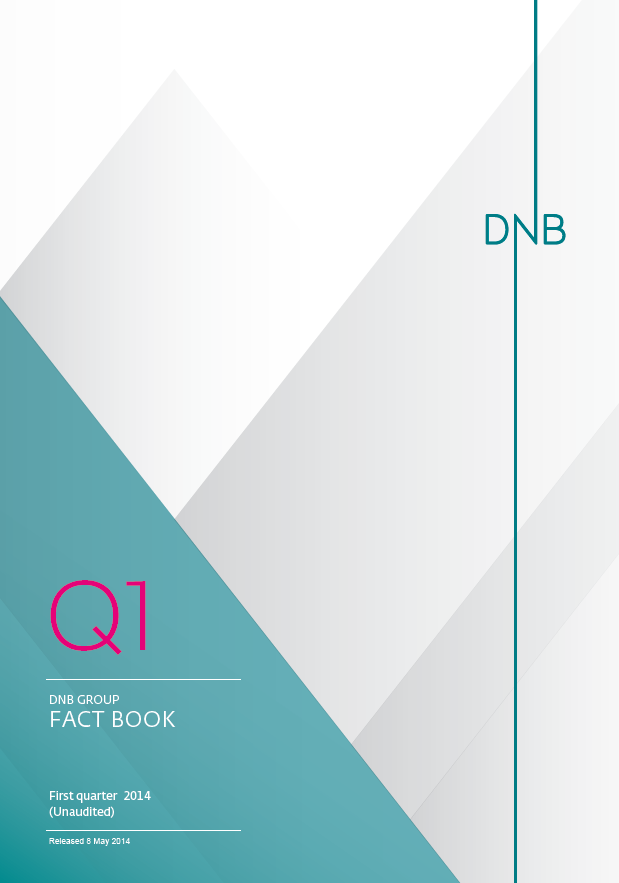 DNB
Q1
DNB GROUP
FACT BOOK
First quarter 2014
(Unaudited)
Released 8 May 2014